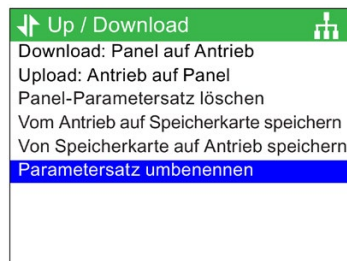 Up / Download
Download: Panel auf Antrieb
Upload: Antrieb auf Panel
Panel-Parametersatz löschen
Vom Antrieb auf Speicherkarte speichern
Von Speicherkarte auf Antrieb speichern
Parametersatz umbenennen